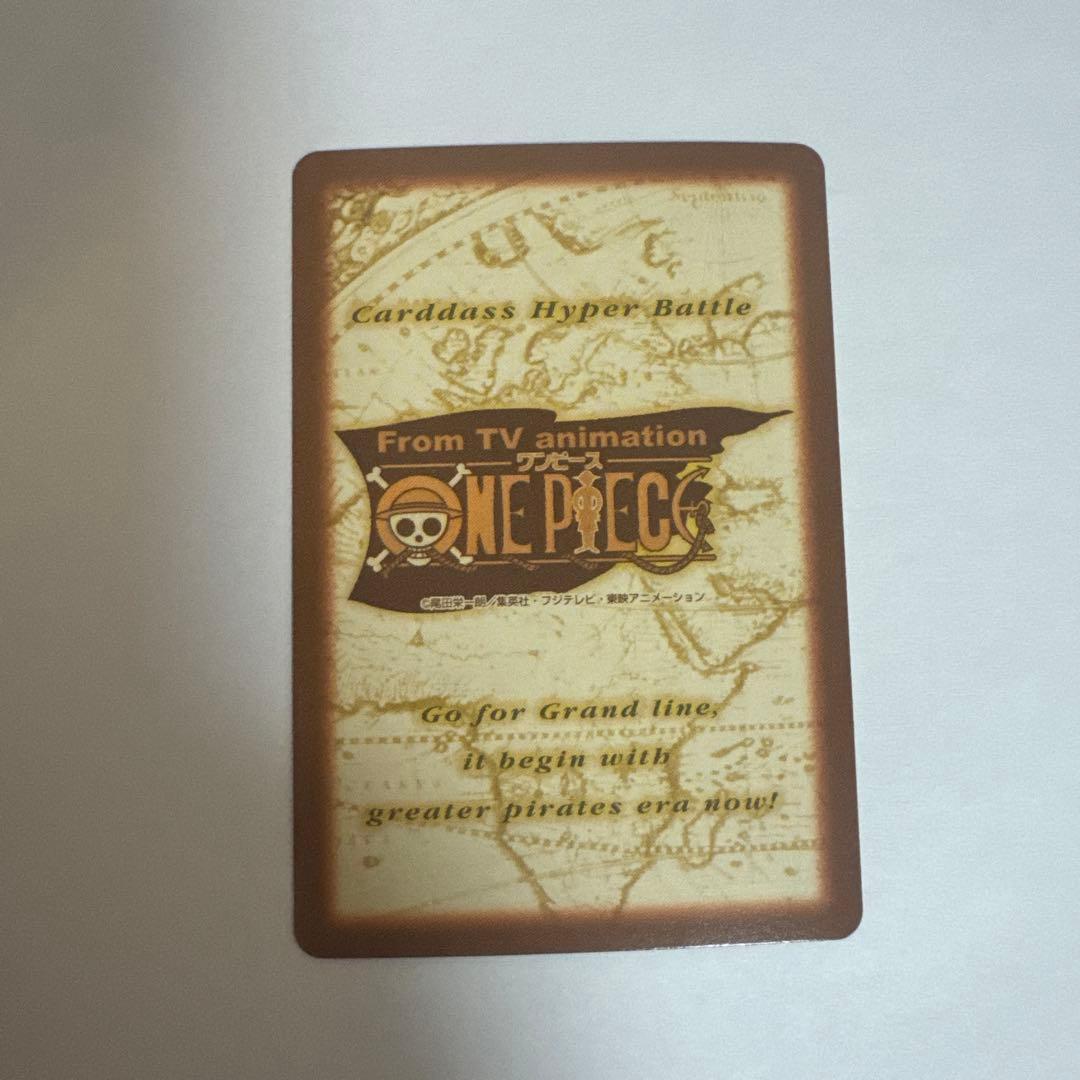 Carddass Hyper Battle
From TV animation
ワンピース
ONE PIECE
©尾田栄一郎／集英社・フジテレビ・東映アニメーション
Go for Grand line,
it begin with
greater pirates era now!